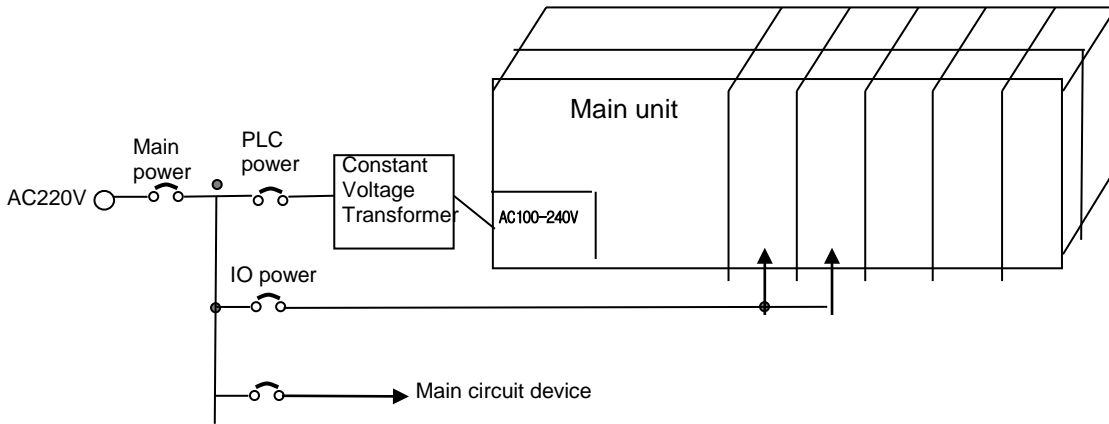 Main unit
Main
power
PLC
power
AC220V
Constant
Voltage
Transformer
AC100-240V
IO power
Main circuit device